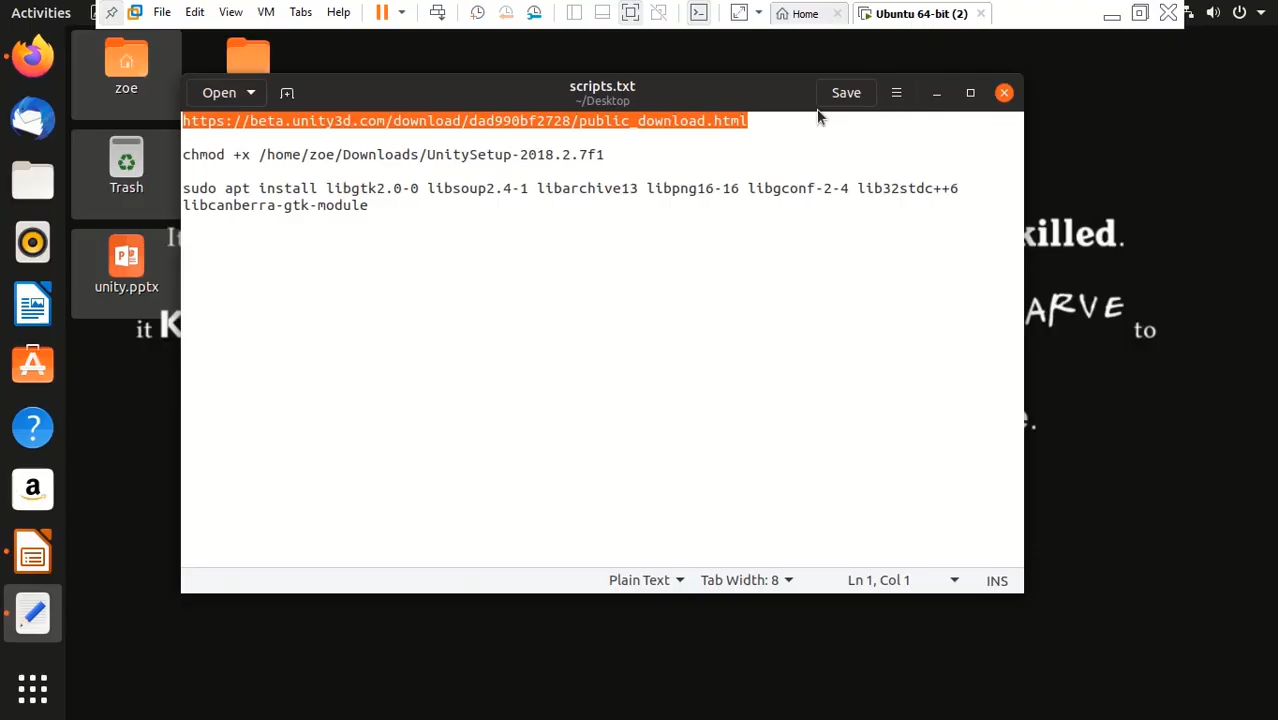 Activities
File Edit View VM Tabs Help
Home
Ubuntu 64-bit (2)
zoe
Open
scripts.txt
~/Desktop
Save
https://beta.unity3d.com/download/dad990bf2728/public_download.html
chmod +x /home/zoe/Downloads/UnitySetup-2018.2.7f1
sudo apt install libgtk2.0-0 libsoup2.4-1 libarchive13 libpng16-16 libgconf-2-4 lib32stdc++6
libcanberra-gtk-module
Trash
killed.
unity.pptx
it K
ARVE to
e.
Plain Text
Tab Width: 8
Ln 1, Col 1
INS